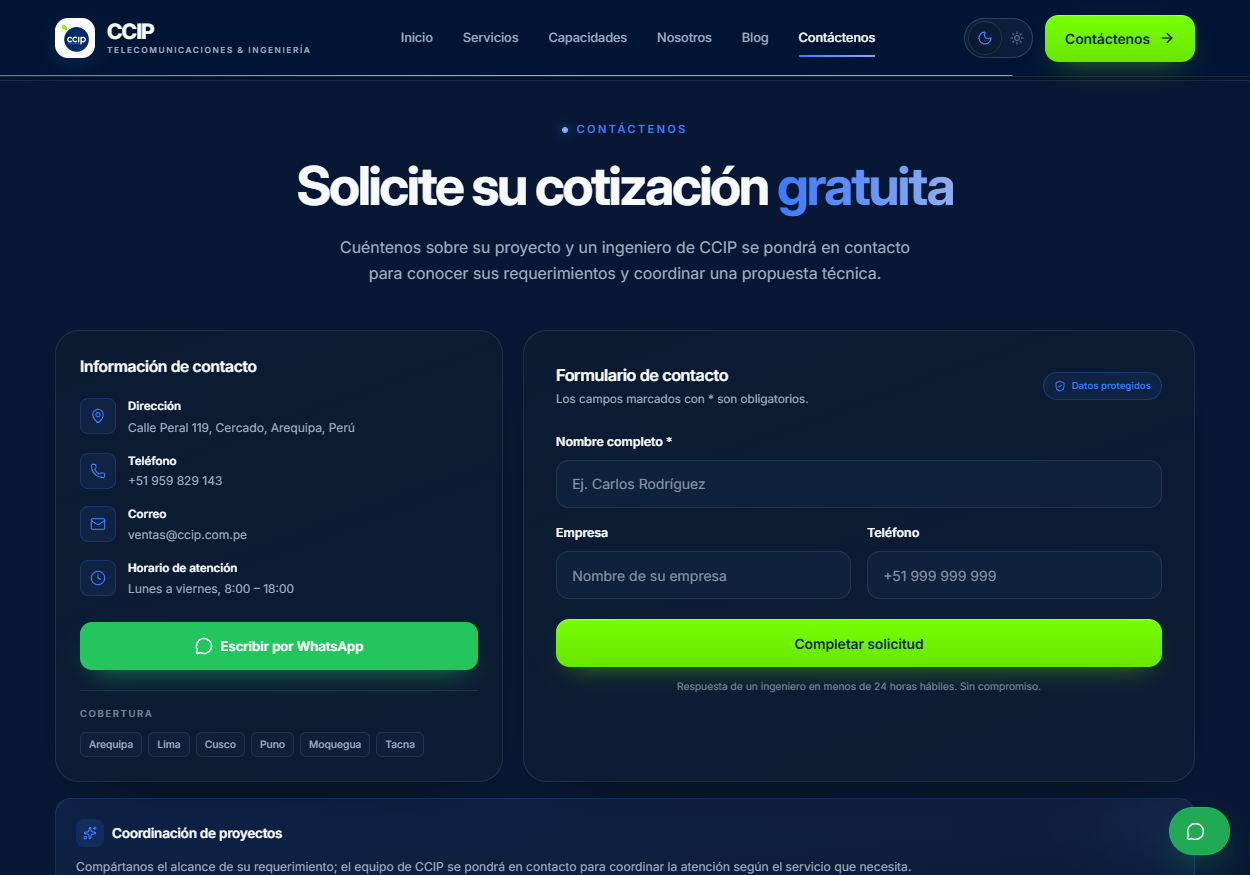 ccip
CCIP
TELECOMUNICACIONES & INGENIERÍA
Inicio
Servicios
Capacidades
Nosotros
Blog
Contáctenos
Contáctenos
CONTÁCTENOS
Solicite su cotización gratuita
Cuéntenos sobre su proyecto y un ingeniero de CCIP se pondrá en contacto
para conocer sus requerimientos y coordinar una propuesta técnica.
Información de contacto
Dirección
Calle Peral 119, Cercado, Arequipa, Perú
Teléfono
+51 959 829 143
Correo
ventas@ccip.com.pe
Horario de atención
Lunes a viernes, 8:00 – 18:00
Escribir por WhatsApp
COBERTURA
Arequipa
Lima
Cusco
Puno
Moquegua
Tacna
Formulario de contacto
Los campos marcados con * son obligatorios.
Datos protegidos
Nombre completo *
Ej. Carlos Rodríguez
Empresa
Teléfono
Nombre de su empresa
+51 999 999 999
Completar solicitud
Respuesta de un ingeniero en menos de 24 horas hábiles. Sin compromiso.
Coordinación de proyectos
Compártanos el alcance de su requerimiento; el equipo de CCIP se pondrá en contacto para coordinar la atención según el servicio que necesita.